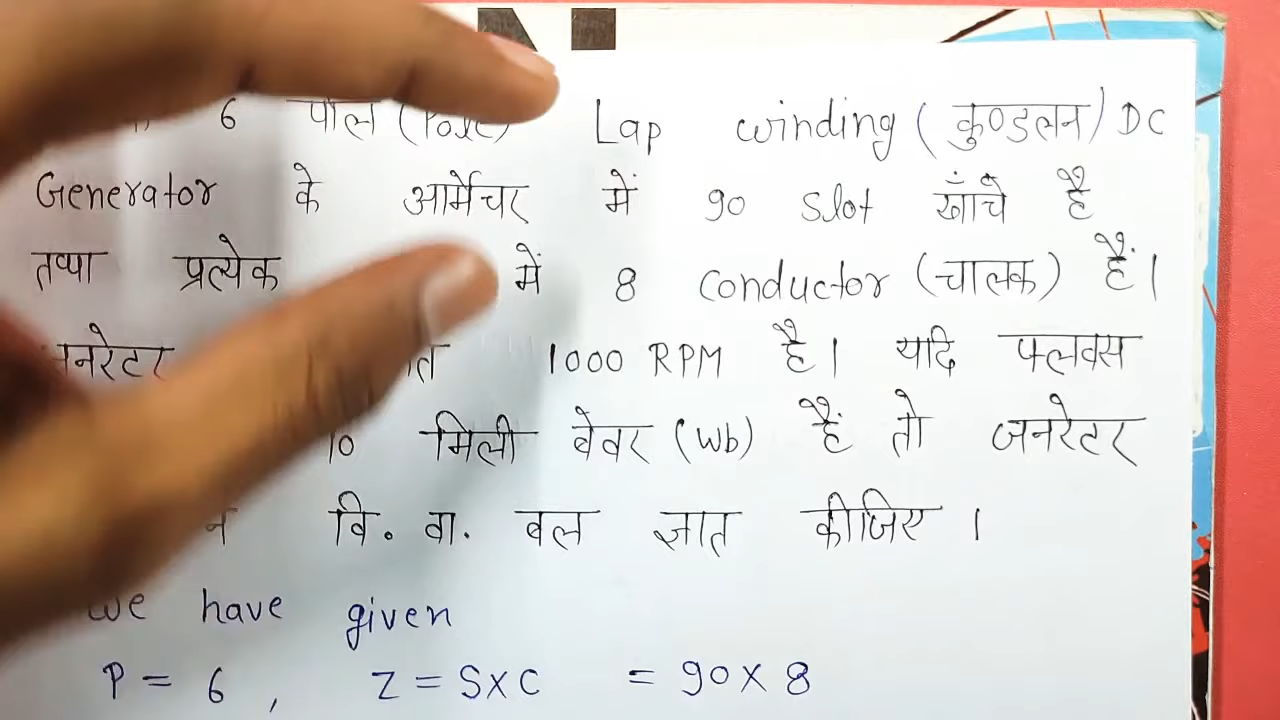 6 पोल (Pole) Lap winding (कुण्डलन) DC
Generator के आर्मेचर में 90 Slot खाँचे है
तथा प्रत्येक में 8 conductor (चालक) हैं।
1000 RPM है। यदि फ्लक्स
10 मिली वेवर (wb) हैं तो जनरेटर
वि. वा. बल ज्ञात कीजिए ।
We have given
P = 6 , Z = S×C = 90 × 8